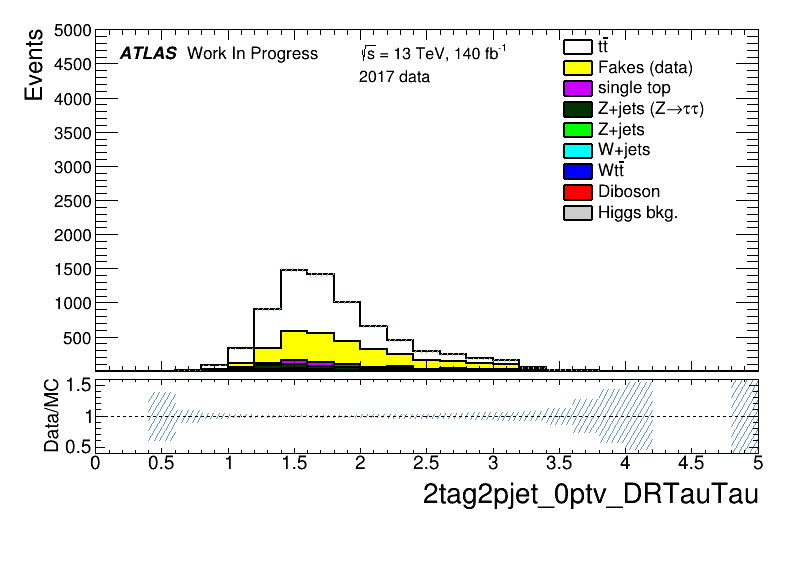 5000
4500
4000
3500
3000
2500
2000
1500
1000
500
Events
ATLAS Work In Progress
√s = 13 TeV, 140 fb⁻¹
2017 data
tt̄
Fakes (data)
single top
Z+jets (Z→ττ)
Z+jets
W+jets
Wtt̄
Diboson
Higgs bkg.
Data/MC
1.5
1
0.5
0 0.5 1 1.5 2 2.5 3 3.5 4 4.5 5
2tag2pjet_0ptv_DRTauTau